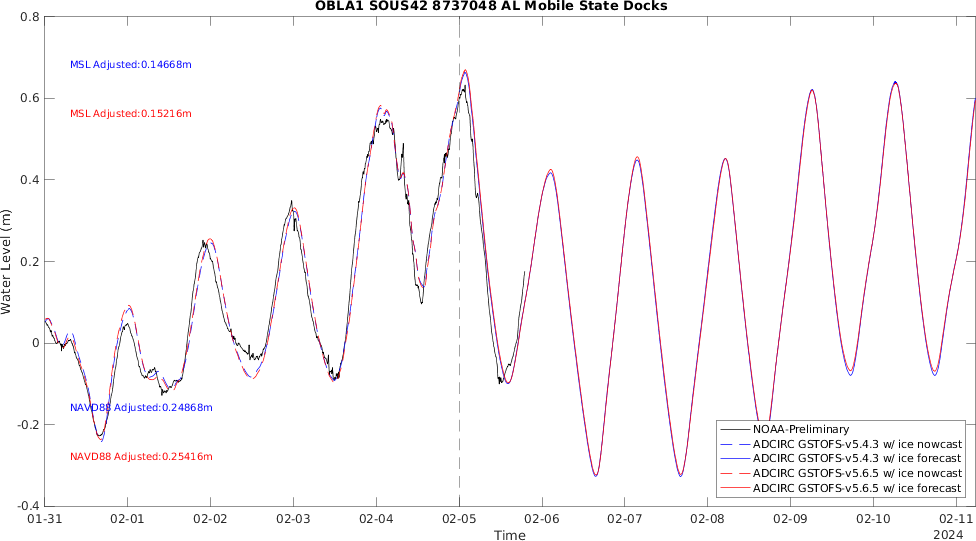 OBLA1 SOUS42 8737048 AL Mobile State Docks
0.8
0.6
0.4
0.2
0
-0.2
-0.4
Water Level (m)
MSL Adjusted:0.14668m
MSL Adjusted:0.15216m
NAVD88 Adjusted:0.24868m
NAVD88 Adjusted:0.25416m
NOAA-Preliminary
ADCIRC GSTOFS-v5.4.3 w/ ice nowcast
ADCIRC GSTOFS-v5.4.3 w/ ice forecast
ADCIRC GSTOFS-v5.6.5 w/ ice nowcast
ADCIRC GSTOFS-v5.6.5 w/ ice forecast
01-31 02-01 02-02 02-03 02-04 02-05 02-06 02-07 02-08 02-09 02-10 02-11
Time
2024